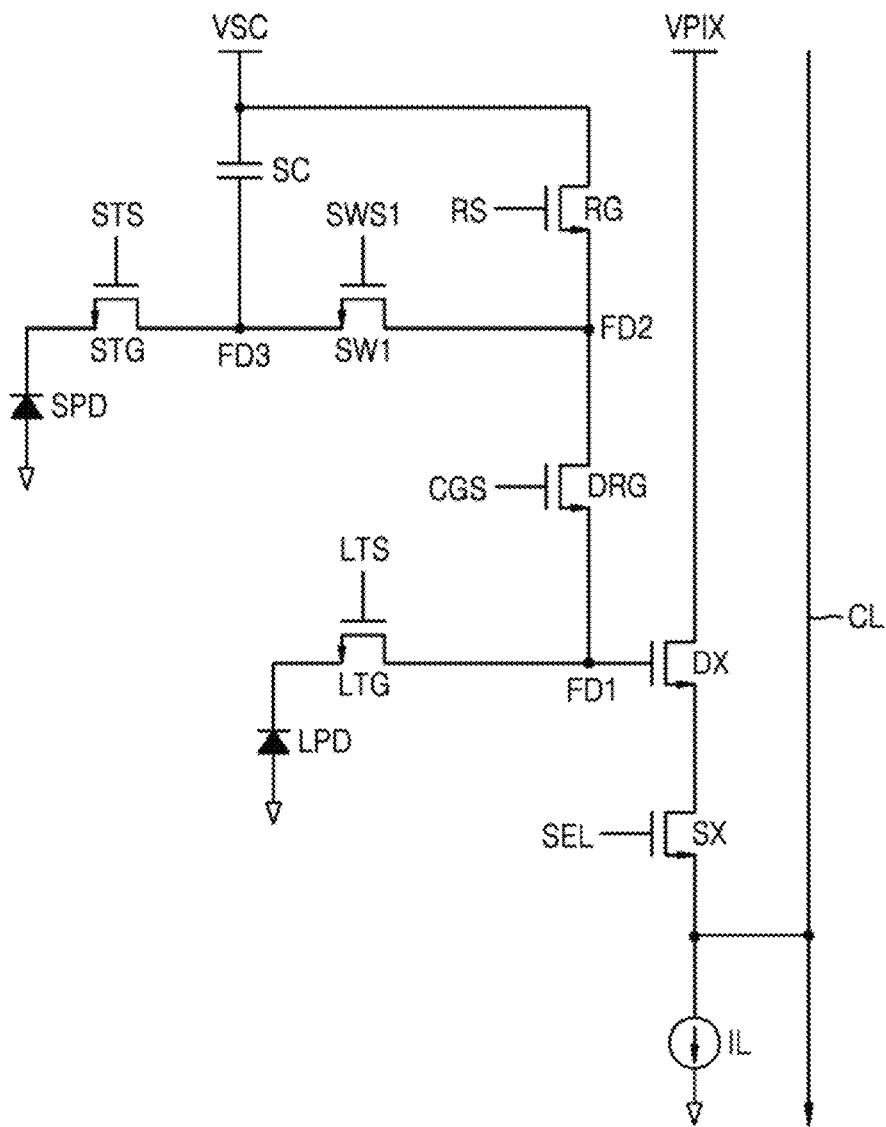 VSC
VPIX
SC
RS
RG
STS
SWS1
STG
FD3
SW1
FD2
SPD
CGS
DRG
LTS
CL
LTG
FD1
DX
LPD
SEL
SX
IL